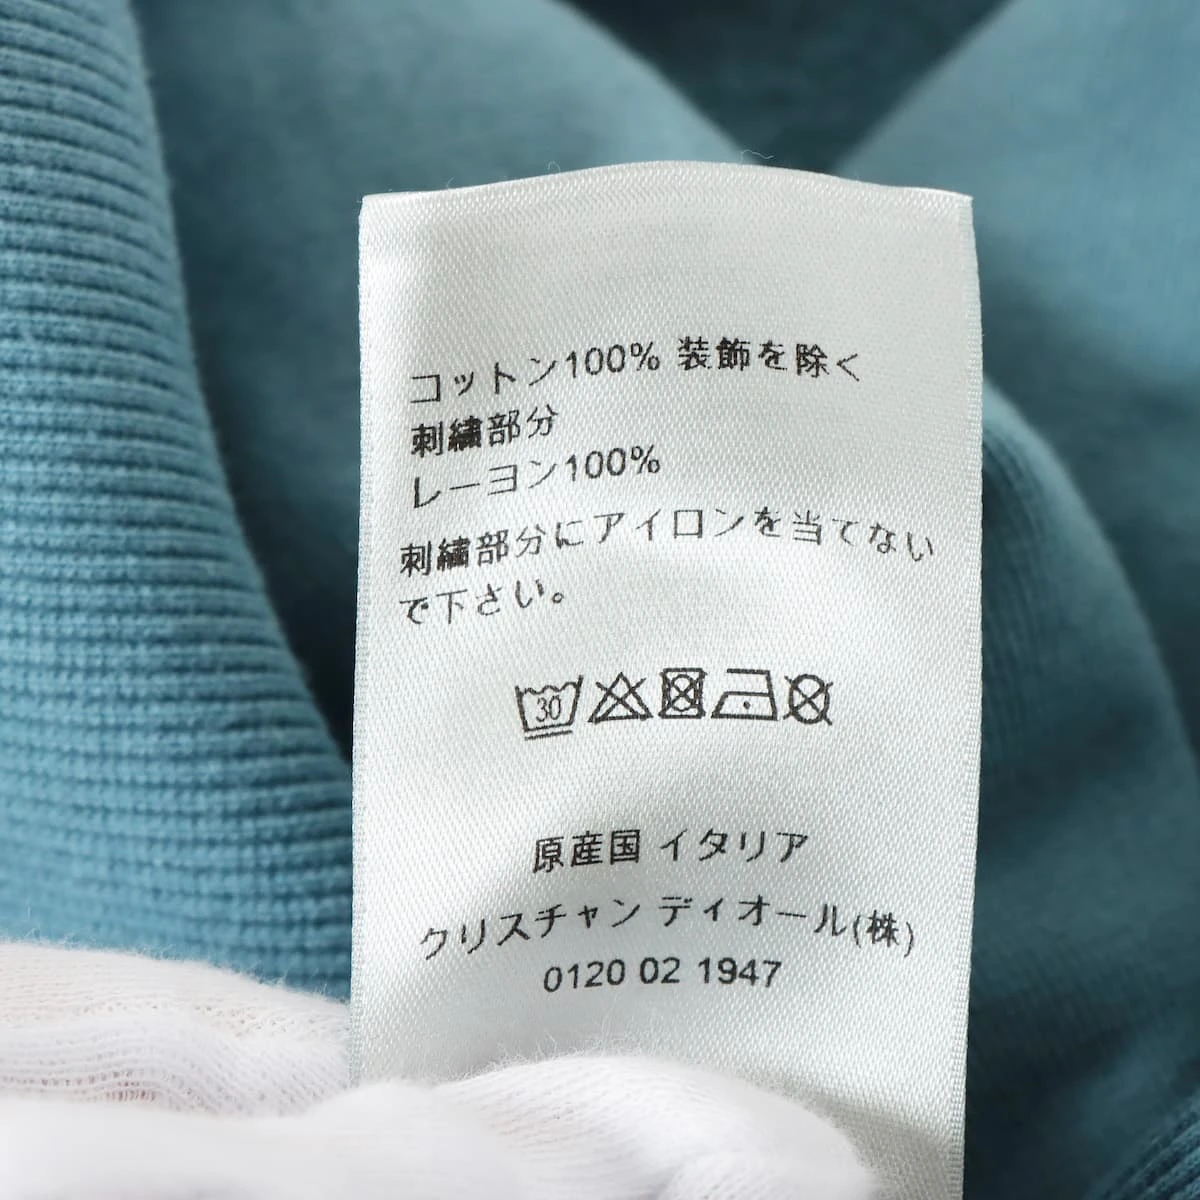 コットン100% 装飾を除く
刺繍部分
レーヨン100%
刺繍部分にアイロンを当てない
で下さい。
30
原産国 イタリア
クリスチャン ディオール(株)
0120 02 1947